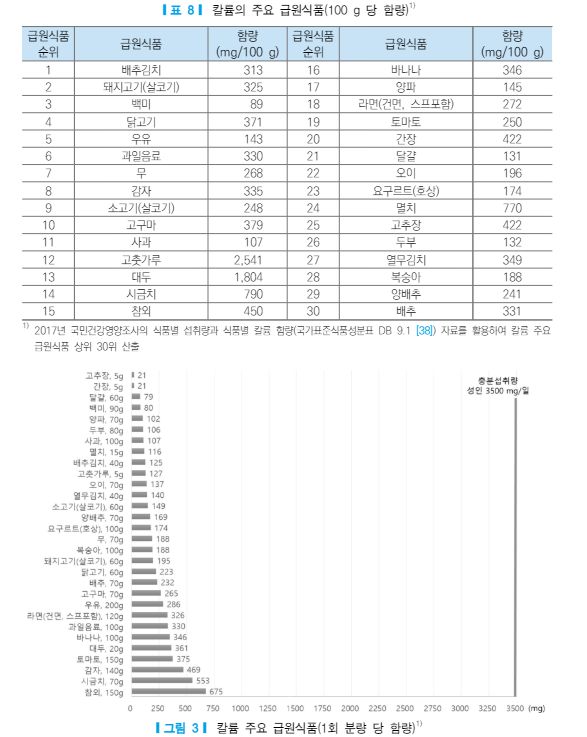 ▌표 8▐ 칼륨의 주요 급원식품(100 g 당 함량)1)
급원식품 순위 급원식품 함량 (mg/100 g) 급원식품 순위 급원식품 함량 (mg/100 g)
1 배추김치 313 16 바나나 346
2 돼지고기(살코기) 325 17 양파 145
3 백미 89 18 라면(건면, 스프포함) 272
4 닭고기 371 19 토마토 250
5 우유 143 20 간장 422
6 과일음료 330 21 달걀 131
7 무 268 22 오이 196
8 감자 335 23 요구르트(호상) 174
9 소고기(살코기) 248 24 멸치 770
10 고구마 379 25 고추장 422
11 사과 107 26 두부 132
12 고춧가루 2,541 27 열무김치 349
13 대두 1,804 28 복숭아 188
14 시금치 790 29 양배추 241
15 참외 450 30 배추 331
1) 2017년 국민건강영양조사의 식품별 섭취량과 식품별 칼륨 함량(국가표준식품성분표 DB 9.1 [38]) 자료를 활용하여 칼륨 주요
급원식품 상위 30위 산출
충분섭취량
성인 3500 mg/일
고추장, 5g 21
간장, 5g 21
달걀, 60g 79
백미, 90g 80
양파, 70g 102
두부, 80g 106
사과, 100g 107
멸치, 15g 116
배추김치, 40g 125
고춧가루, 5g 127
오이, 70g 137
열무김치, 40g 140
소고기(살코기), 60g 149
양배추, 70g 169
요구르트(호상), 100g 174
무, 70g 188
복숭아, 100g 188
돼지고기(살코기), 60g 195
닭고기, 60g 223
배추, 70g 232
고구마, 70g 265
우유, 200g 286
라면(건면, 스프포함), 120g 326
과일음료, 100g 330
바나나, 100g 346
대두, 20g 361
토마토, 150g 375
감자, 140g 469
시금치, 70g 553
참외, 150g 675
0 250 500 750 1000 1250 1500 1750 2000 2250 2500 2750 3000 3250 3500 (mg)
▌그림 3▐ 칼륨 주요 급원식품(1회 분량 당 함량)1)